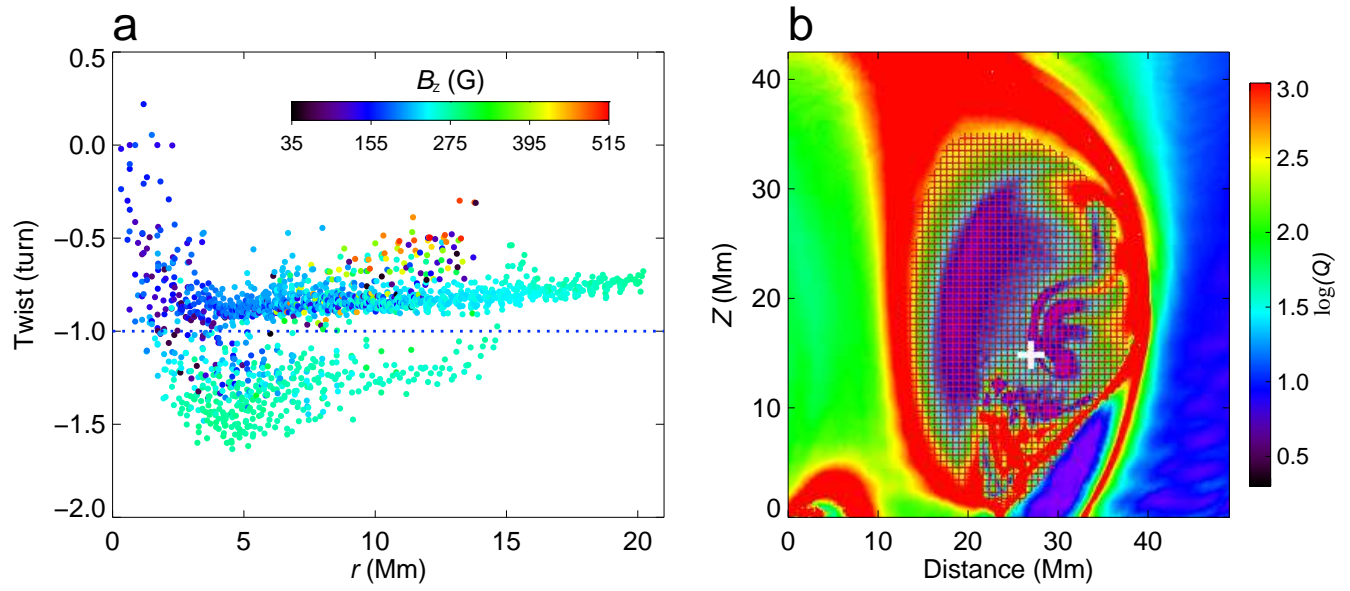 a
B_z (G)
35 155 275 395 515
0.5
0.0
−0.5
−1.0
−1.5
−2.0
Twist (turn)
0 5 10 15 20
r (Mm)
b
40
30
20
10
0
Z (Mm)
0 10 20 30 40
Distance (Mm)
3.0
2.5
2.0
1.5
1.0
0.5
log(Q)